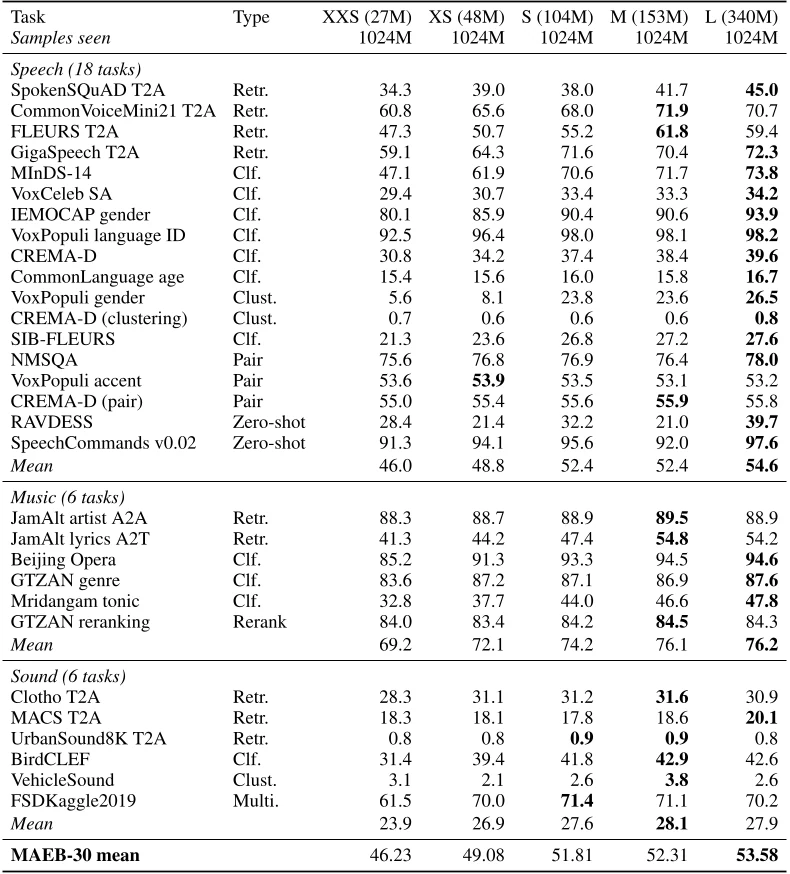 Task Type XXS (27M) XS (48M) S (104M) M (153M) L (340M)
Samples seen 1024M 1024M 1024M 1024M 1024M
Speech (18 tasks)
SpokenSQuAD T2A Retr. 34.3 39.0 38.0 41.7 45.0
CommonVoiceMini21 T2A Retr. 60.8 65.6 68.0 71.9 70.7
FLEURS T2A Retr. 47.3 50.7 55.2 61.8 59.4
GigaSpeech T2A Retr. 59.1 64.3 71.6 70.4 72.3
MInDS-14 Clf. 47.1 61.9 70.6 71.7 73.8
VoxCeleb SA Clf. 29.4 30.7 33.4 33.3 34.2
IEMOCAP gender Clf. 80.1 85.9 90.4 90.6 93.9
VoxPopuli language ID Clf. 92.5 96.4 98.0 98.1 98.2
CREMA-D Clf. 30.8 34.2 37.4 38.4 39.6
CommonLanguage age Clf. 15.4 15.6 16.0 15.8 16.7
VoxPopuli gender Clust. 5.6 8.1 23.8 23.6 26.5
CREMA-D (clustering) Clust. 0.7 0.6 0.6 0.6 0.8
SIB-FLEURS Clf. 21.3 23.6 26.8 27.2 27.6
NMSQA Pair 75.6 76.8 76.9 76.4 78.0
VoxPopuli accent Pair 53.6 53.9 53.5 53.1 53.2
CREMA-D (pair) Pair 55.0 55.4 55.6 55.9 55.8
RAVDESS Zero-shot 28.4 21.4 32.2 21.0 39.7
SpeechCommands v0.02 Zero-shot 91.3 94.1 95.6 92.0 97.6
Mean 46.0 48.8 52.4 52.4 54.6
Music (6 tasks)
JamAlt artist A2A Retr. 88.3 88.7 88.9 89.5 88.9
JamAlt lyrics A2T Retr. 41.3 44.2 47.4 54.8 54.2
Beijing Opera Clf. 85.2 91.3 93.3 94.5 94.6
GTZAN genre Clf. 83.6 87.2 87.1 86.9 87.6
Mridangam tonic Clf. 32.8 37.7 44.0 46.6 47.8
GTZAN reranking Rerank 84.0 83.4 84.2 84.5 84.3
Mean 69.2 72.1 74.2 76.1 76.2
Sound (6 tasks)
Clotho T2A Retr. 28.3 31.1 31.2 31.6 30.9
MACS T2A Retr. 18.3 18.1 17.8 18.6 20.1
UrbanSound8K T2A Retr. 0.8 0.8 0.9 0.9 0.8
BirdCLEF Clf. 31.4 39.4 41.8 42.9 42.6
VehicleSound Clust. 3.1 2.1 2.6 3.8 2.6
FSDKaggle2019 Multi. 61.5 70.0 71.4 71.1 70.2
Mean 23.9 26.9 27.6 28.1 27.9
MAEB-30 mean 46.23 49.08 51.81 52.31 53.58